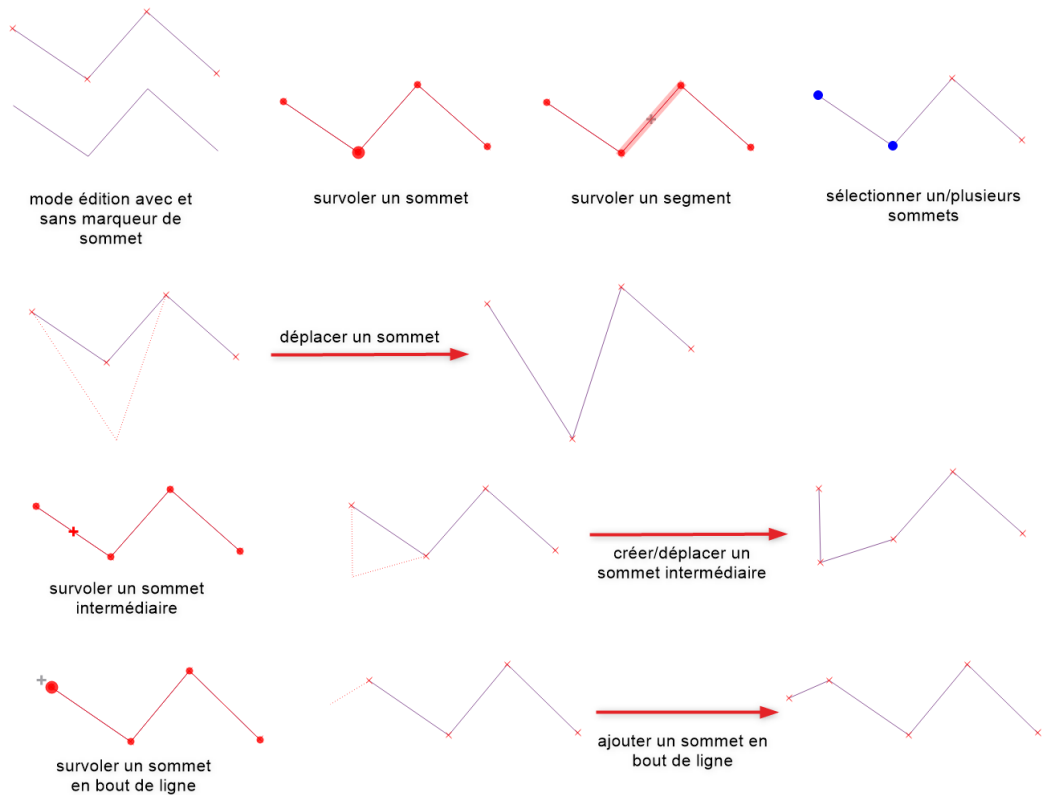 mode édition avec et
sans marqueur de
sommet
survoler un sommet
survoler un segment
sélectionner un/plusieurs
sommets
déplacer un sommet
survoler un sommet
intermédiaire
créer/déplacer un
sommet intermédiaire
survoler un sommet
en bout de ligne
ajouter un sommet en
bout de ligne